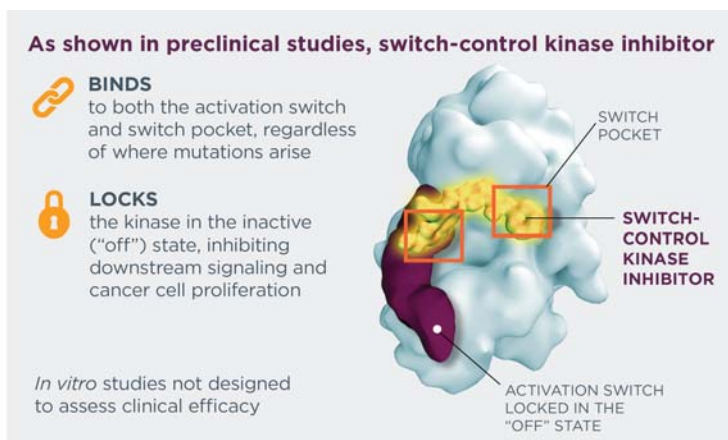 As shown in preclinical studies, switch-control kinase inhibitor
BINDS
to both the activation switch
and switch pocket, regardless
of where mutations arise
LOCKS
the kinase in the inactive
(“off”) state, inhibiting
downstream signaling and
cancer cell proliferation
In vitro studies not designed
to assess clinical efficacy
SWITCH
POCKET
SWITCH-
CONTROL
KINASE
INHIBITOR
ACTIVATION SWITCH
LOCKED IN THE
“OFF” STATE